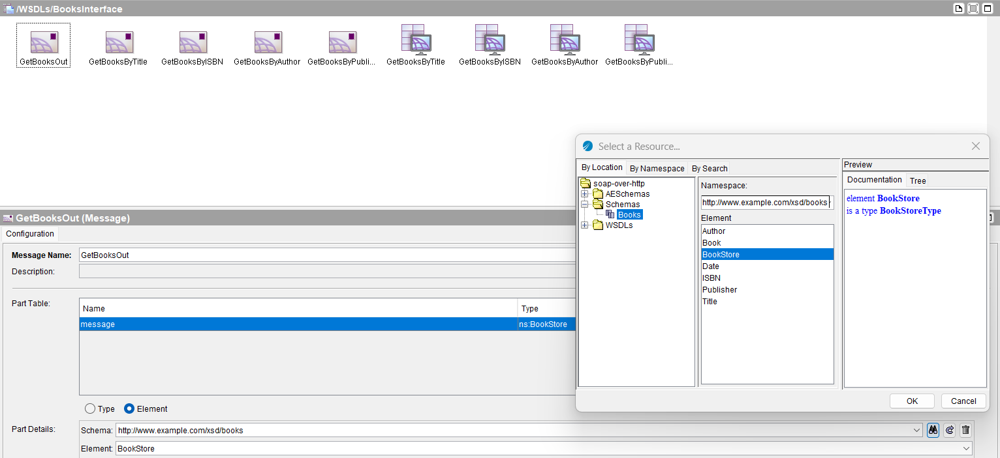 /WSDLs/BooksInterface
GetBooksOut
GetBooksByTitle
GetBooksByISBN
GetBooksByAuthor
GetBooksByPubli...
GetBooksByTitle
GetBooksByISBN
GetBooksByAuthor
GetBooksByPubli...
GetBooksOut (Message)
Configuration
Message Name: GetBooksOut
Description:
Part Table:
Name Type
message ns:BookStore
Type Element
Part Details:
Schema: http://www.example.com/xsd/books
Element: BookStore
Select a Resource...
By Location By Namespace By Search
soap-over-http
AESchemas
Schemas
Books
WSDLs
Namespace:
http://www.example.com/xsd/books
Element
Author
Book
BookStore
Date
ISBN
Publisher
Title
Preview
Documentation Tree
element BookStore
is a type BookStoreType
OK Cancel